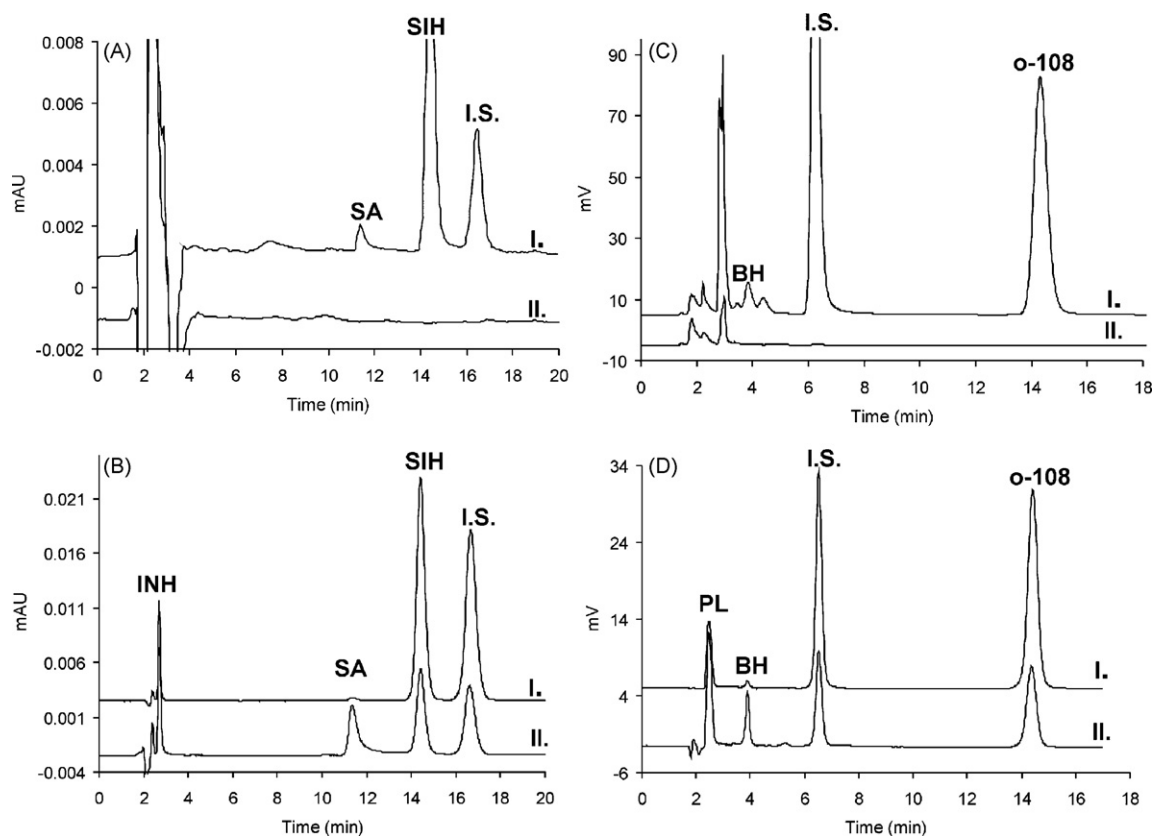 (A)
SIH
I.S.
SA
I.
II.
mAU
0.008
0.006
0.004
0.002
0
-0.002
0 2 4 6 8 10 12 14 16 18 20
Time (min)
(C)
I.S.
o-108
BH
I.
II.
mV
90
70
50
30
10
-10
0 2 4 6 8 10 12 14 16 18
Time (min)
(B)
SIH
I.S.
INH
SA
I.
II.
mAU
0.021
0.016
0.011
0.006
0.001
-0.004
0 2 4 6 8 10 12 14 16 18 20
Time (min)
(D)
I.S.
o-108
PL
BH
I.
II.
mV
34
24
14
4
-6
0 2 4 6 8 10 12 14 16 18
Time (min)